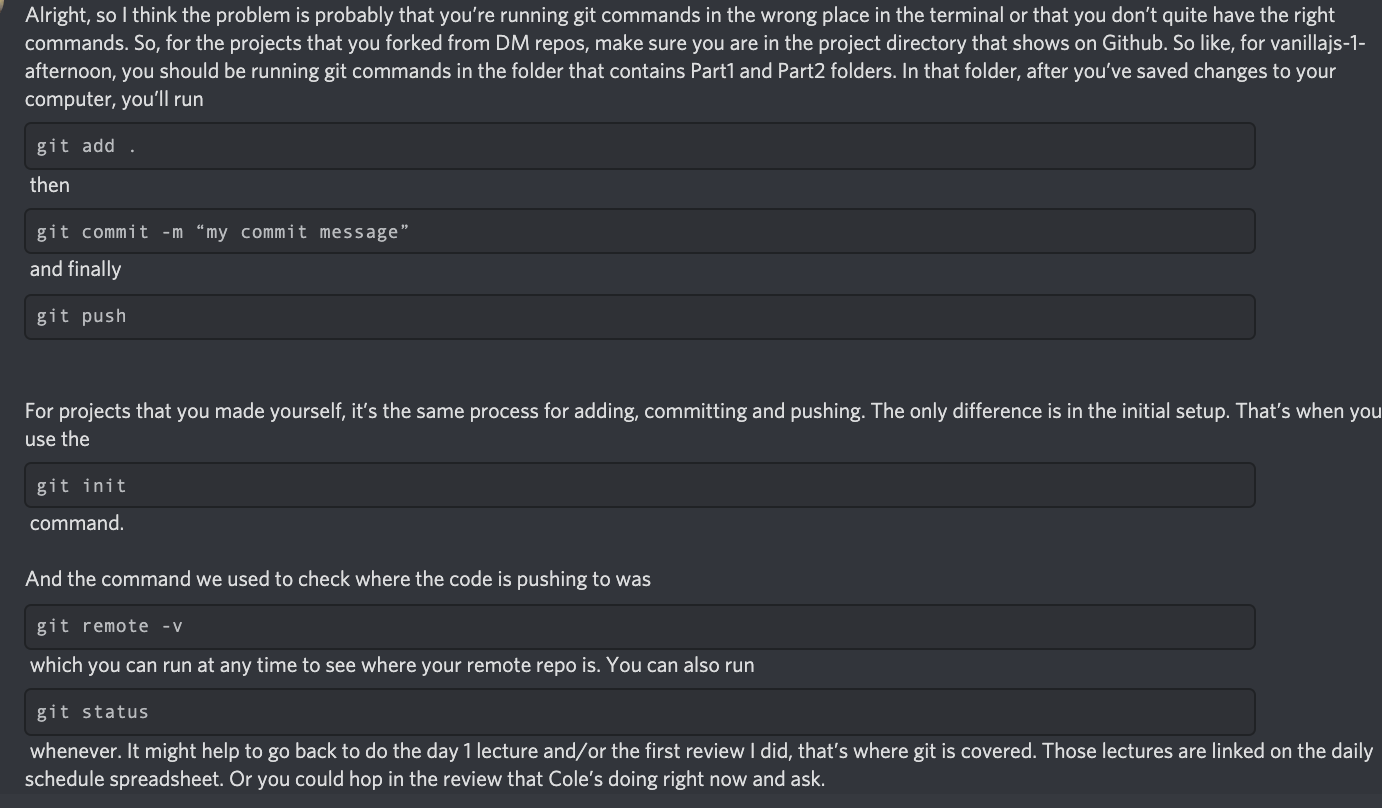 Alright, so I think the problem is probably that you’re running git commands in the wrong place in the terminal or that you don’t quite have the right
commands. So, for the projects that you forked from DM repos, make sure you are in the project directory that shows on Github. So like, for vanillajs-1-
afternoon, you should be running git commands in the folder that contains Part1 and Part2 folders. In that folder, after you’ve saved changes to your
computer, you’ll run
git add .
then
git commit -m “my commit message”
and finally
git push
For projects that you made yourself, it’s the same process for adding, committing and pushing. The only difference is in the initial setup. That’s when you
use the
git init
command.
And the command we used to check where the code is pushing to was
git remote -v
which you can run at any time to see where your remote repo is. You can also run
git status
whenever. It might help to go back to do the day 1 lecture and/or the first review I did, that’s where git is covered. Those lectures are linked on the daily
schedule spreadsheet. Or you could hop in the review that Cole’s doing right now and ask.